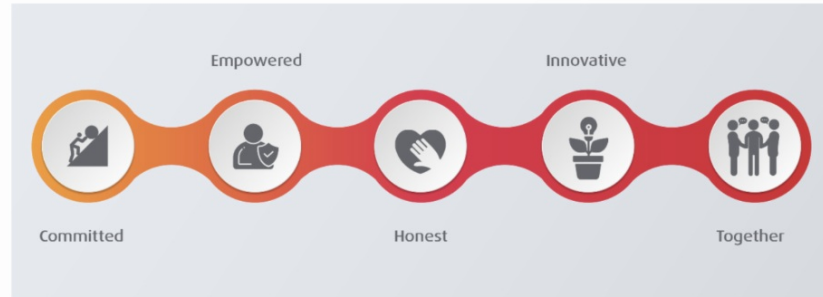 Empowered
Innovative
Committed
Honest
Together